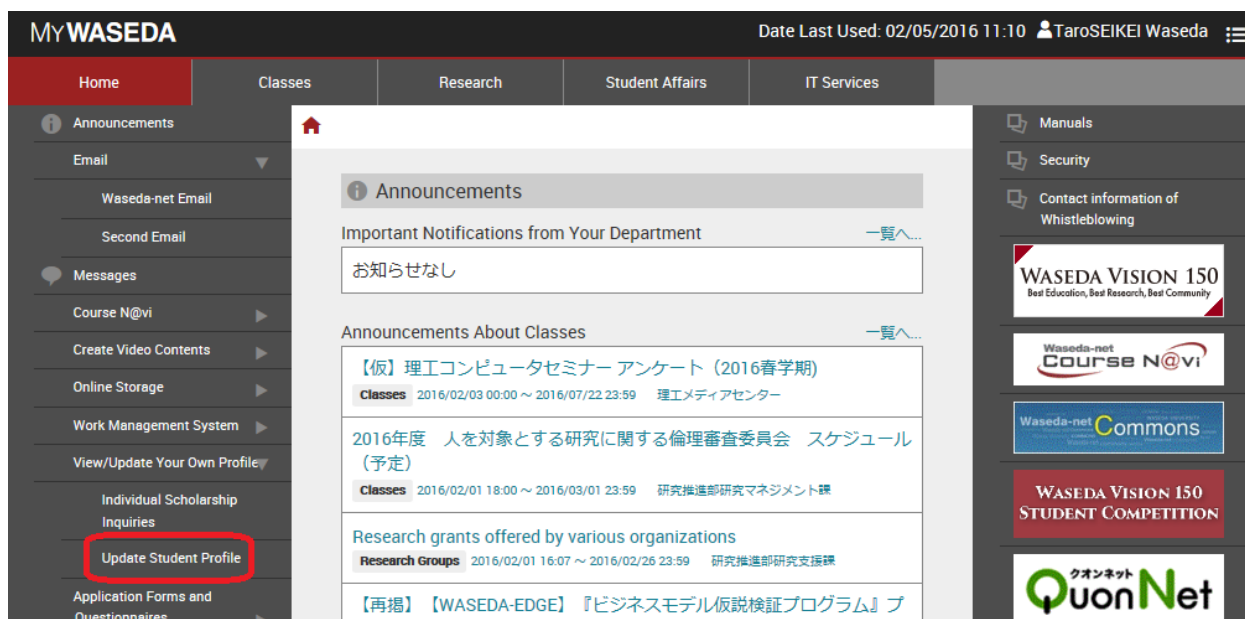 MYWASEDA
Date Last Used: 02/05/2016 11:10 TaroSEIKEI Waseda
Home
Classes
Research
Student Affairs
IT Services
Announcements
Email
Waseda-net Email
Second Email
Messages
Course N@vi
Create Video Contents
Online Storage
Work Management System
View/Update Your Own Profile
Individual Scholarship
Inquiries
Update Student Profile
Application Forms and
Questionnaires
Announcements
Important Notifications from Your Department
一覧へ...
お知らせなし
Announcements About Classes
一覧へ...
【仮】理工コンピュータセミナー アンケート（2016春学期)
Classes 2016/02/03 00:00 ～ 2016/07/22 23:59 理工メディアセンター
2016年度　人を対象とする研究に関する倫理審査委員会　スケジュール
（予定）
Classes 2016/02/01 18:00 ～ 2016/03/01 23:59 研究推進部研究マネジメント課
Research grants offered by various organizations
Research Groups 2016/02/01 16:07 ～ 2016/02/26 23:59 研究推進部研究支援課
【再掲】【WASEDA-EDGE】『ビジネスモデル仮説検証プログラム』プ
Manuals
Security
Contact information of
Whistleblowing
WASEDA VISION 150
Best Education, Best Research, Best Community
Waseda-net
Course N@vi
Waseda-net Commons
WASEDA VISION 150
STUDENT COMPETITION
クオンネット
QuonNet